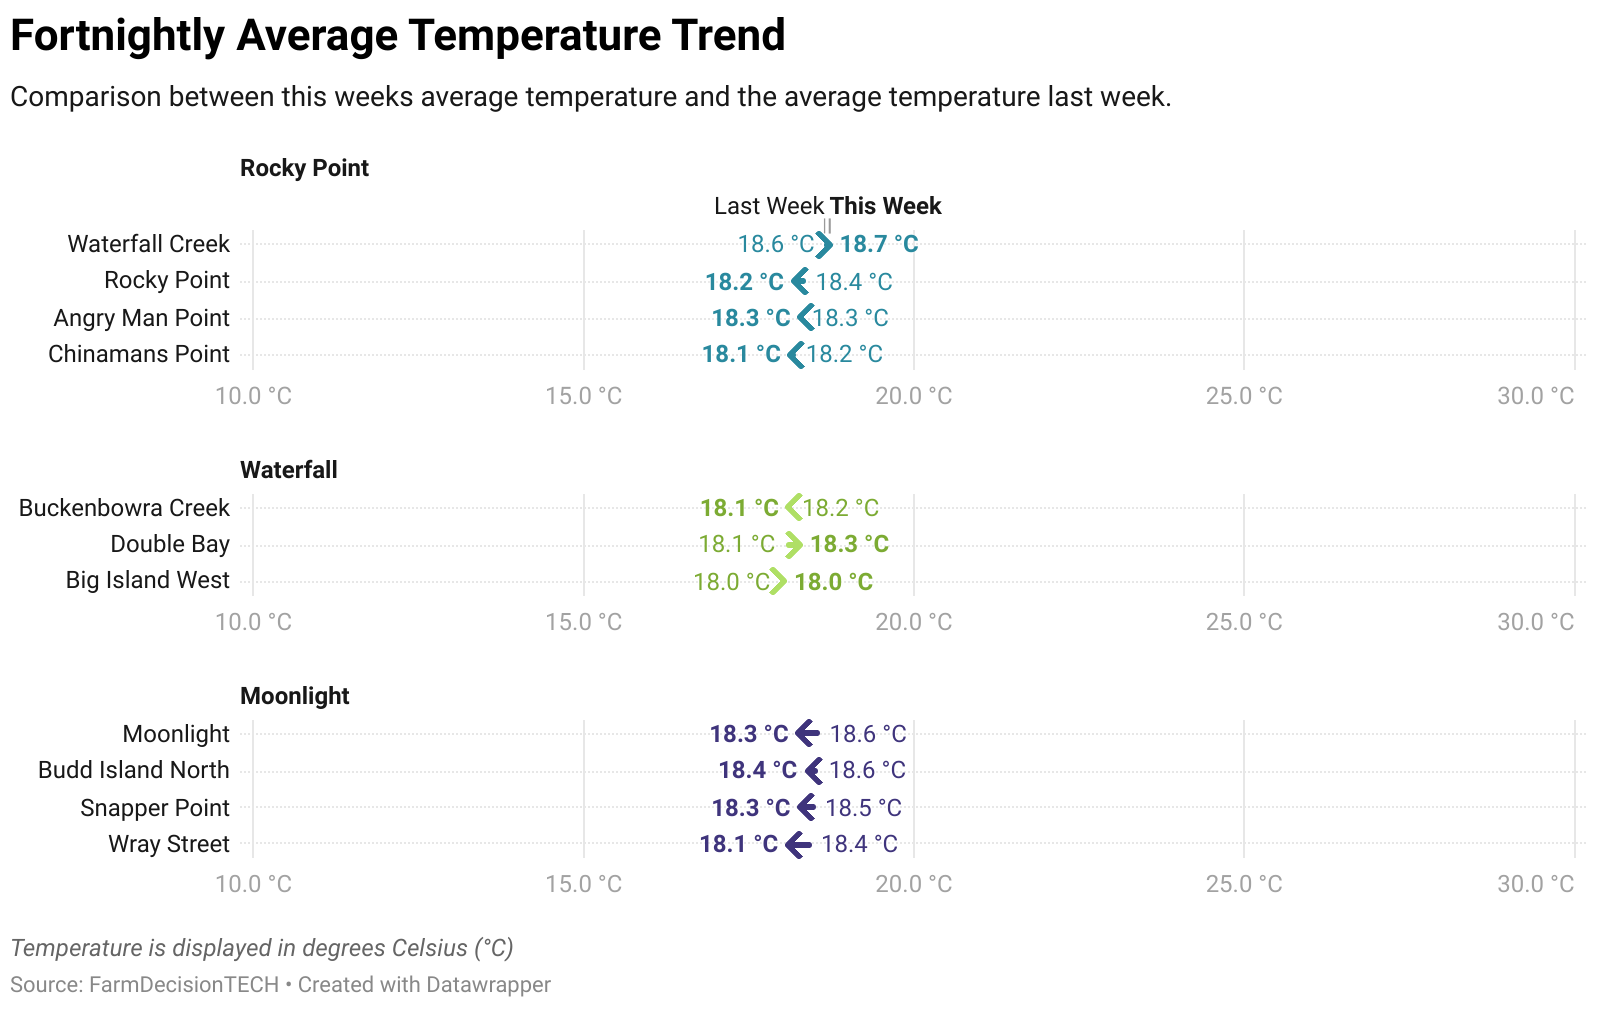 Fortnightly Average Temperature Trend
Comparison between this weeks average temperature and the average temperature last week.
Rocky Point
Last Week This Week
Waterfall Creek 18.6 °C 18.7 °C
Rocky Point 18.2 °C 18.4 °C
Angry Man Point 18.3 °C 18.3 °C
Chinamans Point 18.1 °C 18.2 °C
10.0 °C 15.0 °C 20.0 °C 25.0 °C 30.0 °C
Waterfall
Buckenbowra Creek 18.1 °C 18.2 °C
Double Bay 18.1 °C 18.3 °C
Big Island West 18.0 °C 18.0 °C
10.0 °C 15.0 °C 20.0 °C 25.0 °C 30.0 °C
Moonlight
Moonlight 18.3 °C 18.6 °C
Budd Island North 18.4 °C 18.6 °C
Snapper Point 18.3 °C 18.5 °C
Wray Street 18.1 °C 18.4 °C
10.0 °C 15.0 °C 20.0 °C 25.0 °C 30.0 °C
Temperature is displayed in degrees Celsius (°C)
Source: FarmDecisionTECH • Created with Datawrapper